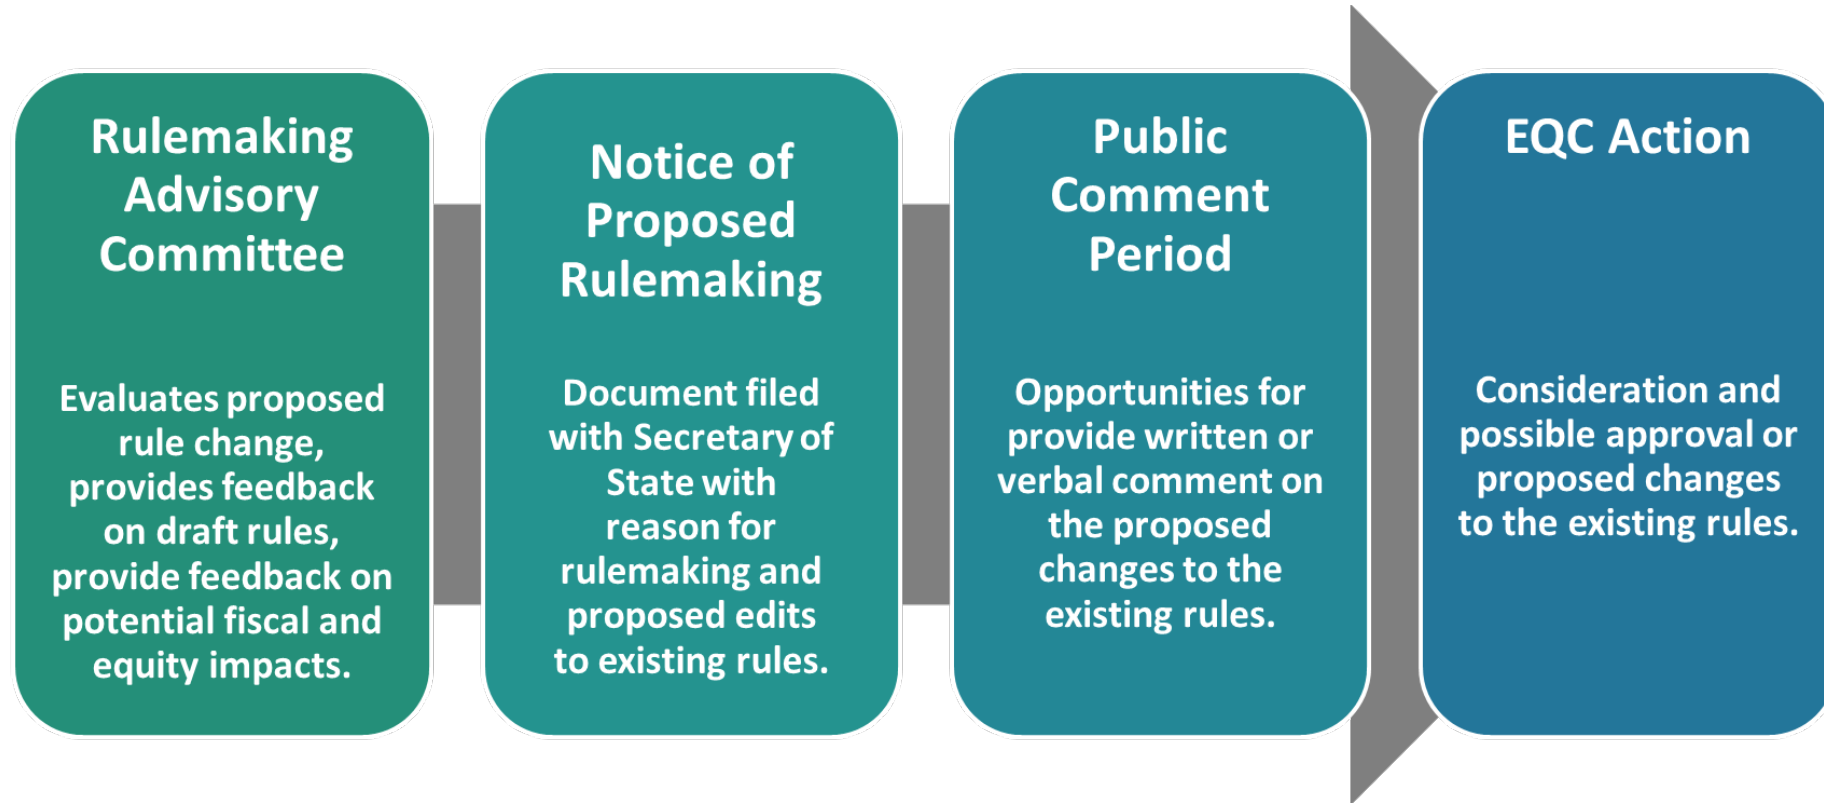 Rulemaking
Advisory
Committee
Evaluates proposed
rule change,
provides feedback
on draft rules,
provide feedback on
potential fiscal and
equity impacts.
Notice of
Proposed
Rulemaking
Document filed
with Secretary of
State with
reason for
rulemaking and
proposed edits
to existing rules.
Public
Comment
Period
Opportunities for
provide written or
verbal comment on
the proposed
changes to the
existing rules.
EQC Action
Consideration and
possible approval or
proposed changes
to the existing rules.